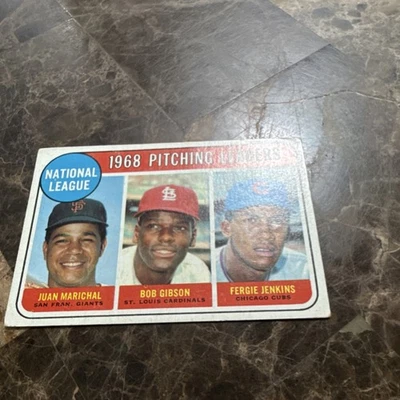 1968 PITCHING LEADERS
NATIONAL
LEAGUE
JUAN MARICHAL
SAN FRAN. GIANTS
BOB GIBSON
ST. LOUIS CARDINALS
FERGIE JENKINS
CHICAGO CUBS